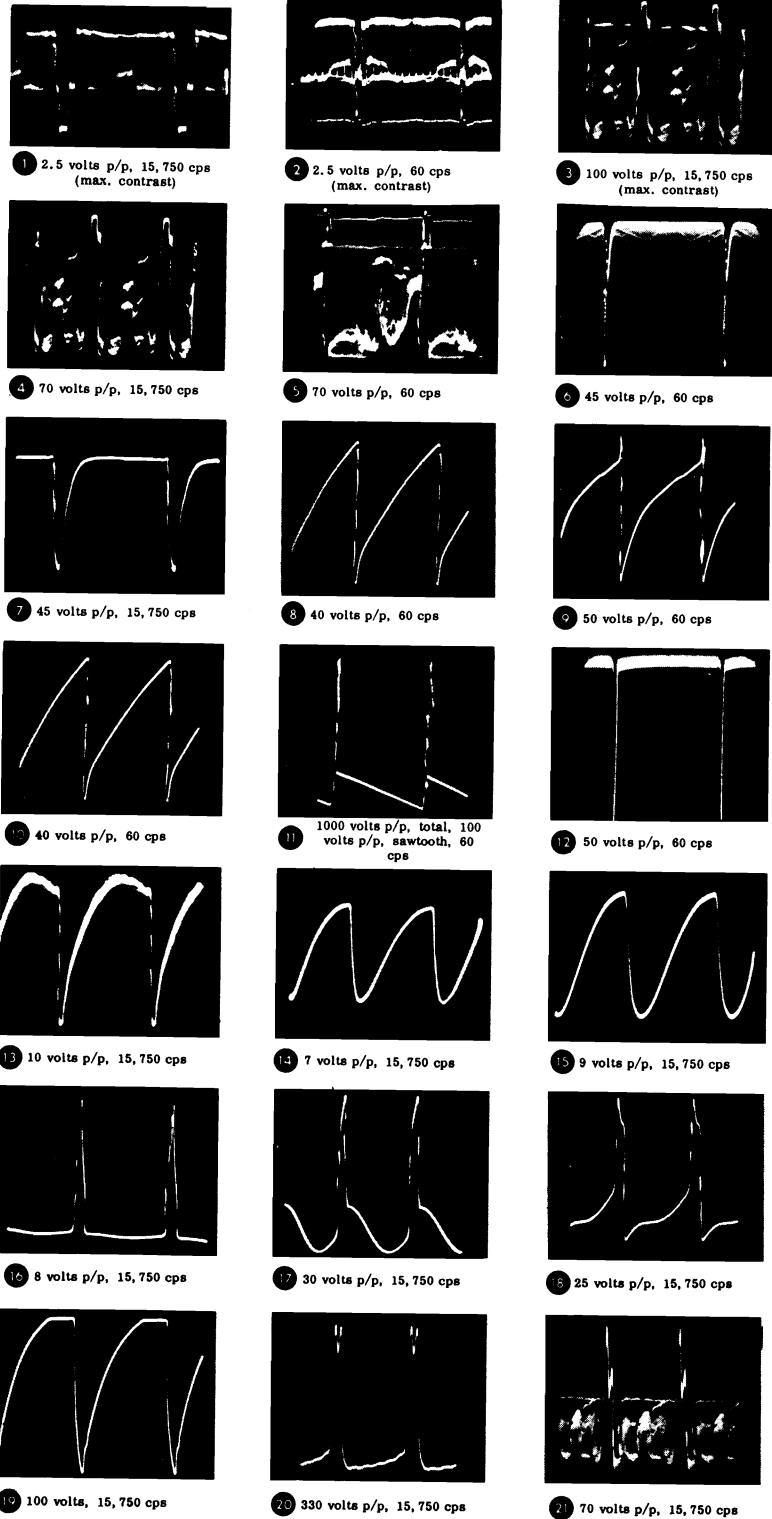 1 2.5 volts p/p, 15,750 cps
(max. contrast)
2 2.5 volts p/p, 60 cps
(max. contrast)
3 100 volts p/p, 15,750 cps
(max. contrast)
4 70 volts p/p, 15,750 cps
5 70 volts p/p, 60 cps
6 45 volts p/p, 60 cps
7 45 volts p/p, 15,750 cps
8 40 volts p/p, 60 cps
9 50 volts p/p, 60 cps
10 40 volts p/p, 60 cps
11 1000 volts p/p, total, 100
volts p/p, sawtooth, 60
cps
12 50 volts p/p, 60 cps
13 10 volts p/p, 15,750 cps
14 7 volts p/p, 15,750 cps
15 9 volts p/p, 15,750 cps
16 8 volts p/p, 15,750 cps
17 30 volts p/p, 15,750 cps
18 25 volts p/p, 15,750 cps
19 100 volts, 15,750 cps
20 330 volts p/p, 15,750 cps
21 70 volts p/p, 15,750 cps